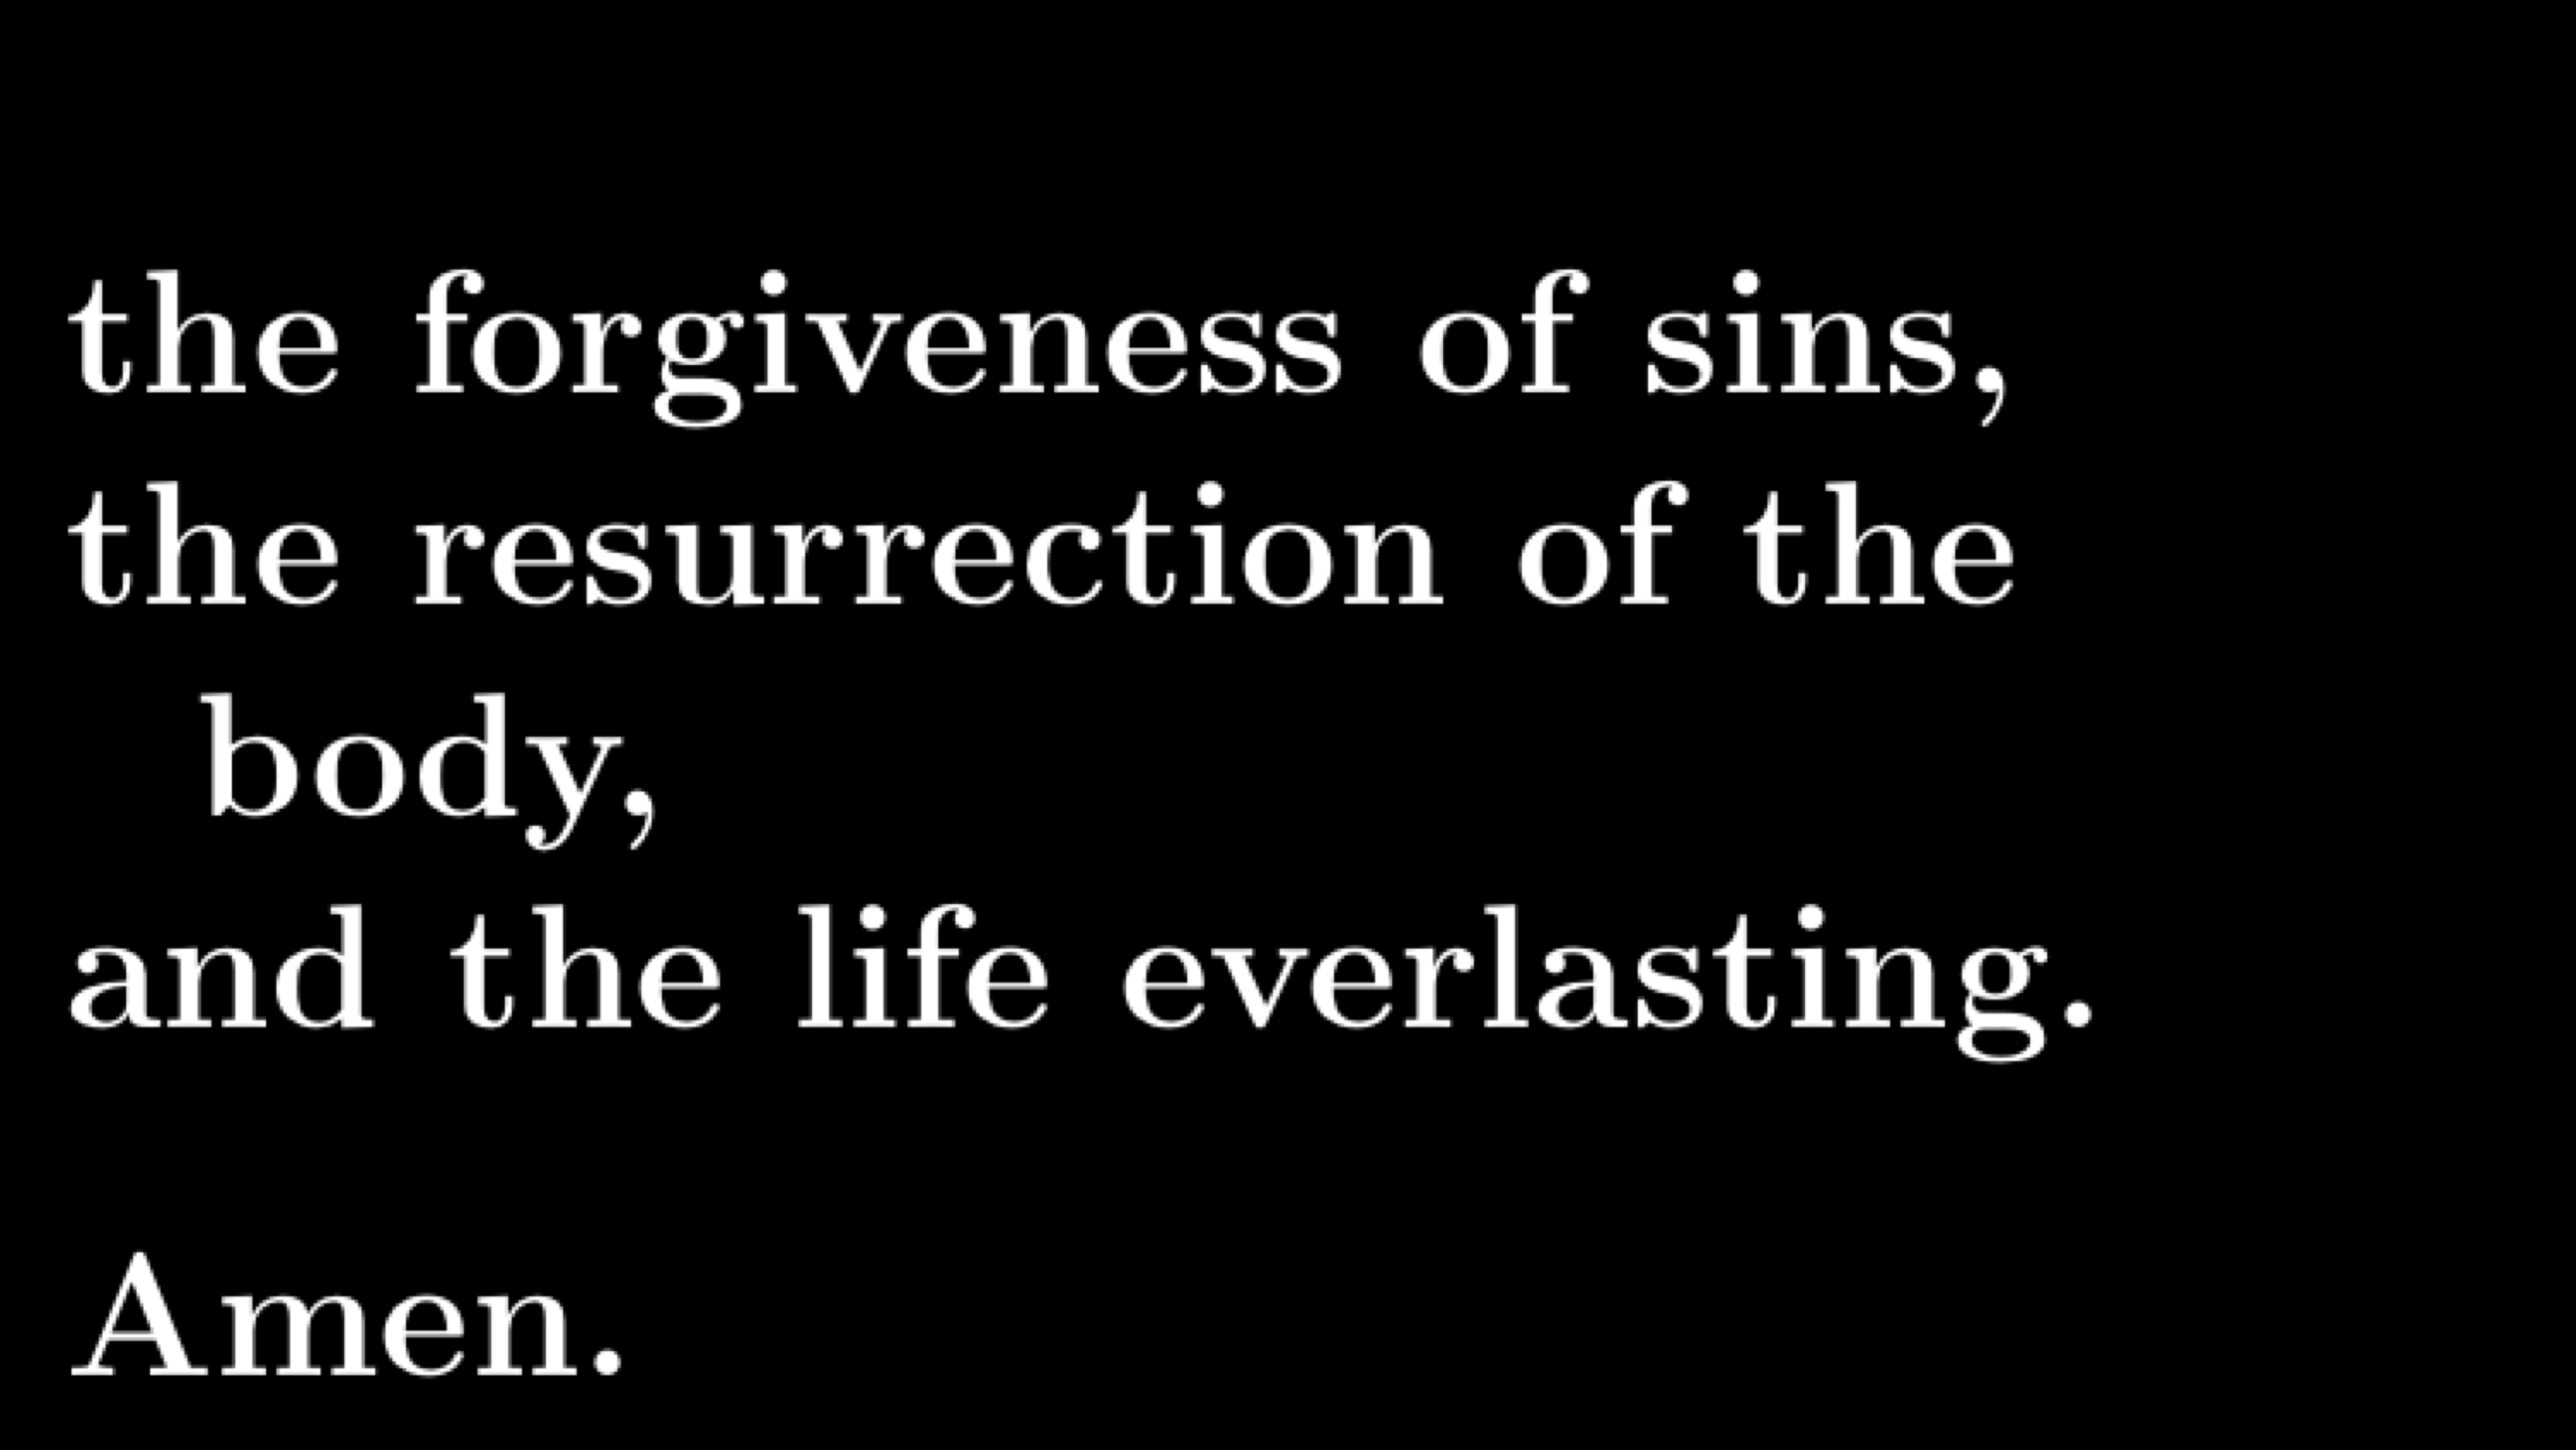 the forgiveness of sins,
the resurrection of the
body,
and the life everlasting.
Amen.